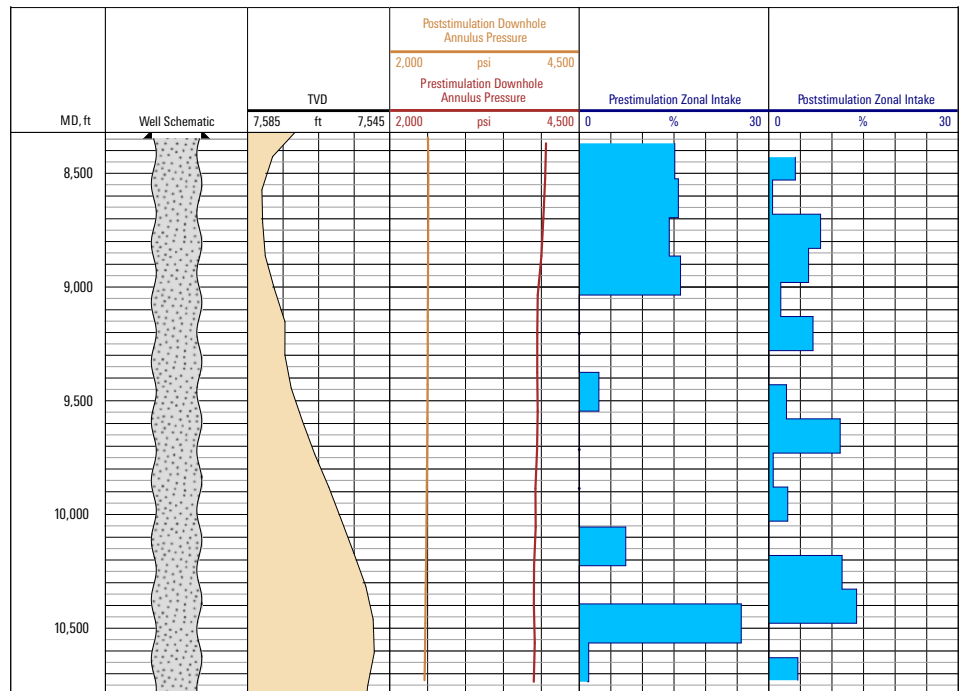 Poststimulation Downhole
Annulus Pressure
2,000 psi 4,500
Prestimulation Downhole
Annulus Pressure
TVD
Prestimulation Zonal Intake
Poststimulation Zonal Intake
MD, ft
Well Schematic
7,585 ft 7,545
2,000 psi 4,500
0 % 30
0 % 30
8,500
9,000
9,500
10,000
10,500